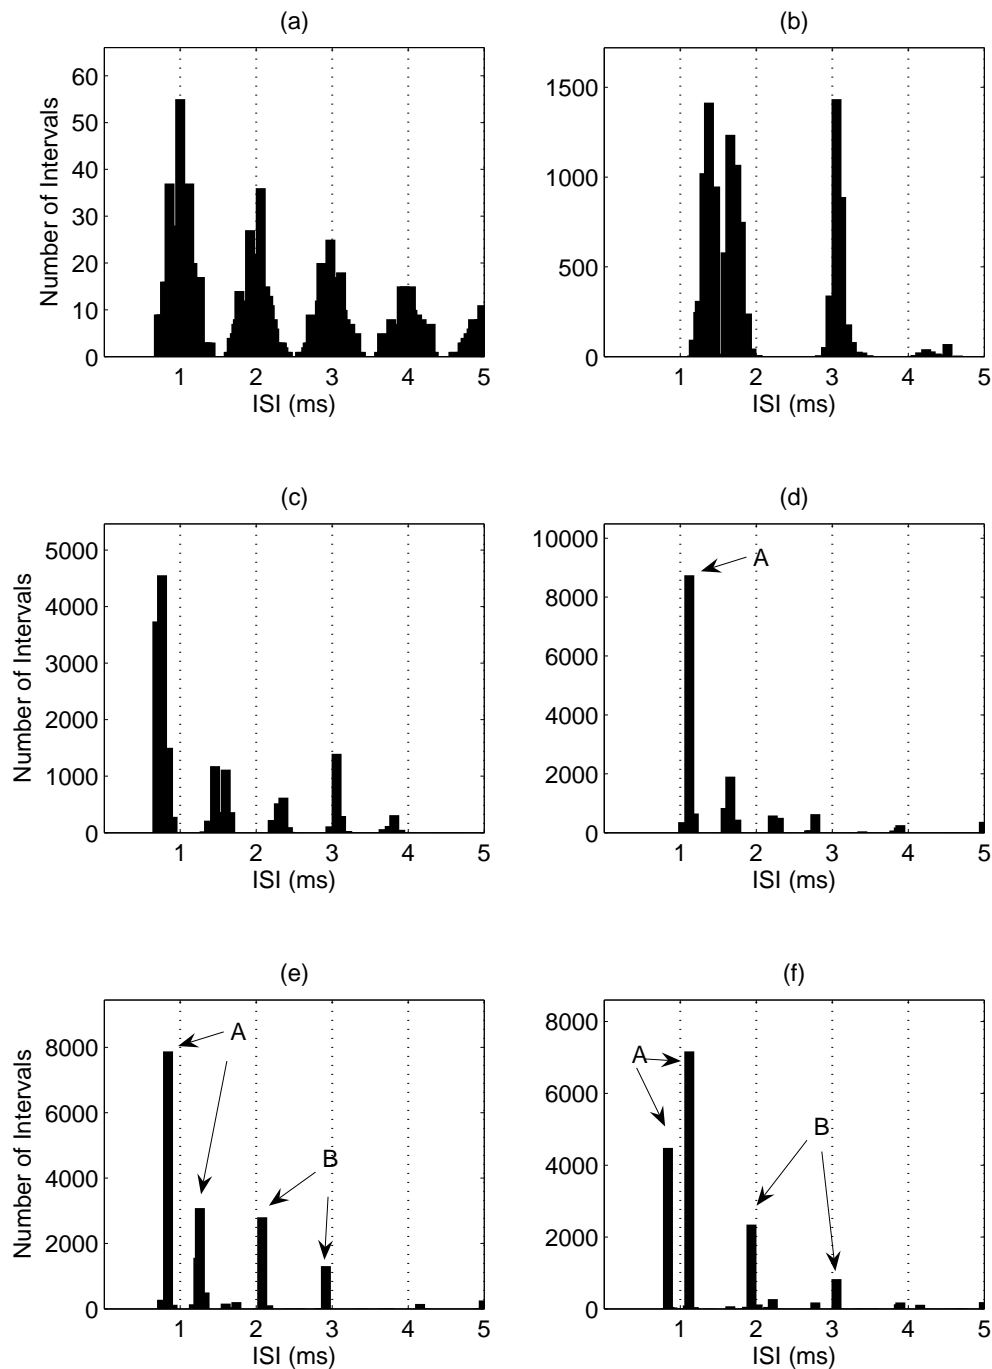 (a)
60
50
40
30
20
10
0
Number of Intervals
1 2 3 4 5
ISI (ms)
(b)
1500
1000
500
0
1 2 3 4 5
ISI (ms)
(c)
5000
4000
3000
2000
1000
0
Number of Intervals
1 2 3 4 5
ISI (ms)
(d)
10000
8000
6000
4000
2000
0
A
1 2 3 4 5
ISI (ms)
(e)
8000
6000
4000
2000
0
Number of Intervals
A
B
1 2 3 4 5
ISI (ms)
(f)
8000
6000
4000
2000
0
A
B
1 2 3 4 5
ISI (ms)